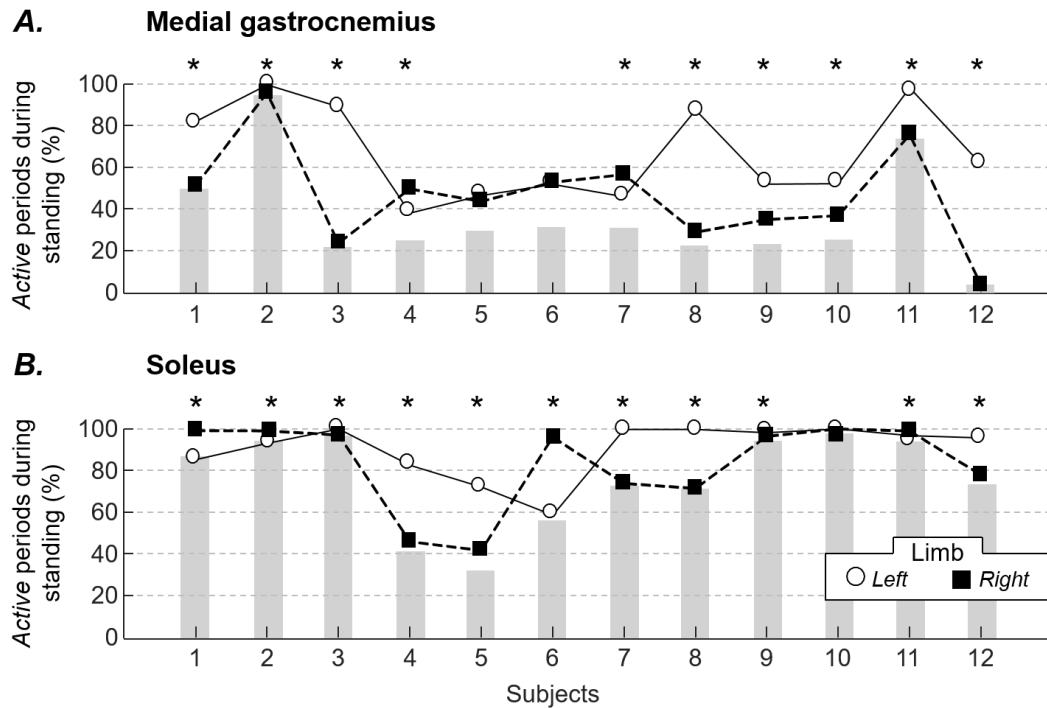 A. Medial gastrocnemius
* * * * * * * * * *
Active periods during
standing (%)
100
80
60
40
20
0
1 2 3 4 5 6 7 8 9 10 11 12
B. Soleus
* * * * * * * * * * *
Active periods during
standing (%)
100
80
60
40
20
0
Limb
Left Right
1 2 3 4 5 6 7 8 9 10 11 12
Subjects